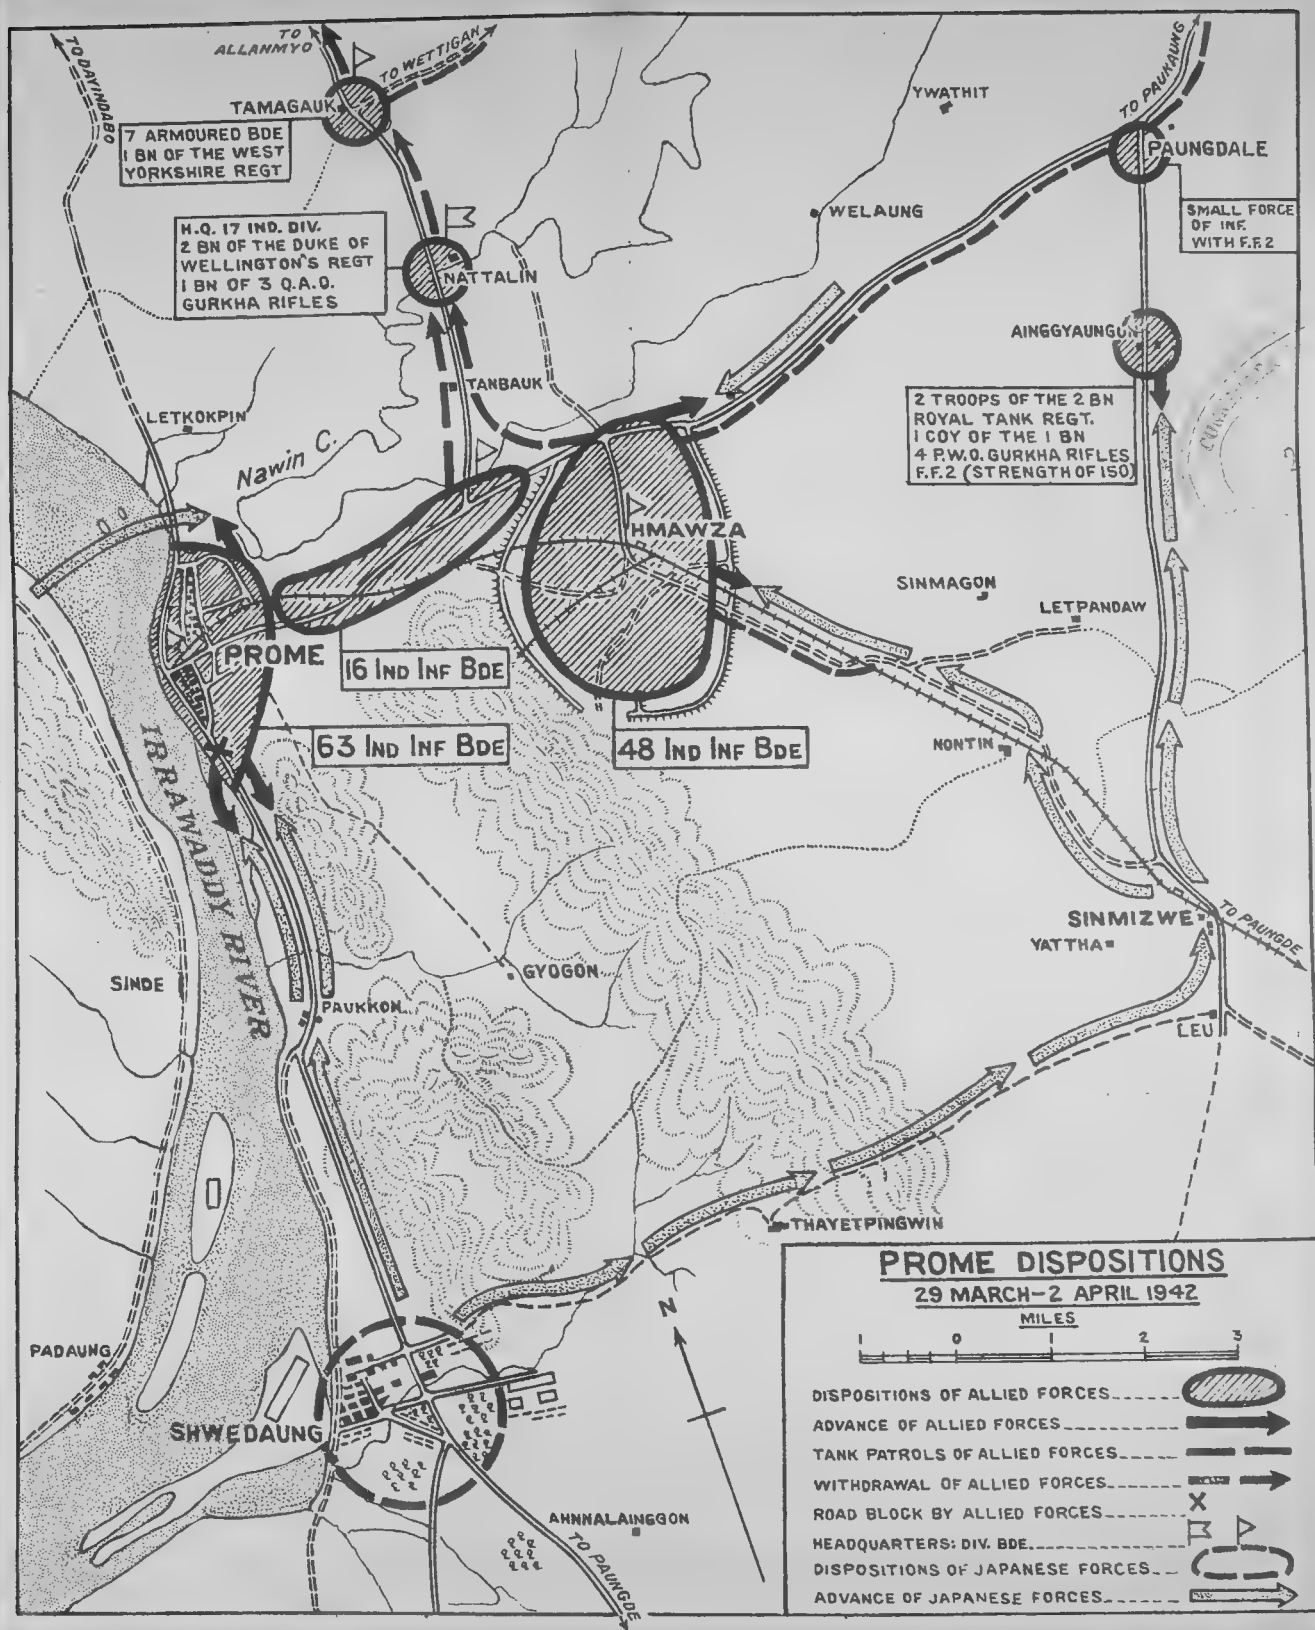 TO DAYINDABO
TO
ALLANMYO
TO WETTIGAN
TAMAGAUK
7 ARMOURED BDE
1 BN OF THE WEST
YORKSHIRE REGT
H.Q. 17 IND. DIV.
2 BN OF THE DUKE OF
WELLINGTON'S REGT
1 BN OF 3 Q.A.O.
GURKHA RIFLES
NATTALIN
YWATHIT
TO PAUKAUNG
PAUNGDALE
SMALL FORCE
OF INF.
WITH F.F.2
WELAUNG
AINGGYAUNGON
2 TROOPS OF THE 2 BN
ROYAL TANK REGT.
1 COY OF THE 1 BN
4 P.W.O. GURKHA RIFLES
F.F.2 (STRENGTH OF 150)
TANBAUK
LETKOKPIN
Nawin C.
HMAWZA
SINMAGON
LETPANDAW
PROME
16 IND INF BDE
63 IND INF BDE
48 IND INF BDE
NONTIN
IRRAWADDY RIVER
SINMIZWE
TO PAUNGDE
YATTHA
GYOGON
SINDE
PAUKKON
LEU
THAYETPINGWIN
PADAUNG
SHWEDAUNG
AHNNALAINGGON
TO PAUNGDE
N
PROME DISPOSITIONS
29 MARCH–2 APRIL 1942
MILES
1 0 1 2 3
DISPOSITIONS OF ALLIED FORCES
ADVANCE OF ALLIED FORCES
TANK PATROLS OF ALLIED FORCES
WITHDRAWAL OF ALLIED FORCES
ROAD BLOCK BY ALLIED FORCES
HEADQUARTERS: DIV. BDE.
DISPOSITIONS OF JAPANESE FORCES
ADVANCE OF JAPANESE FORCES